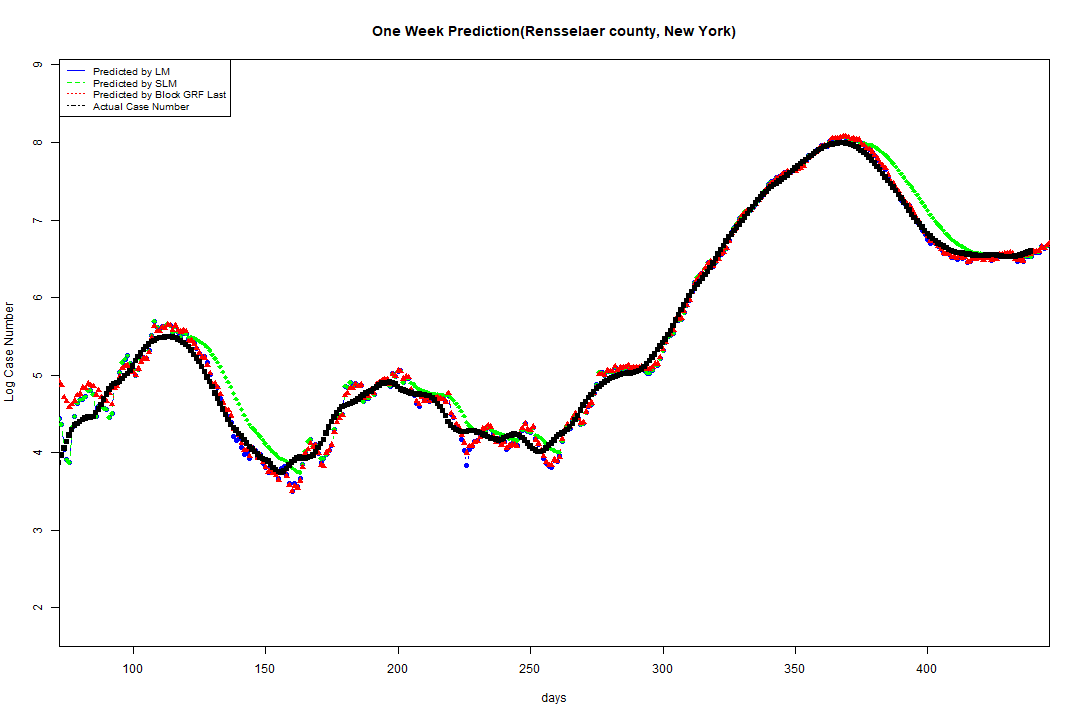 One Week Prediction(Rensselaer county, New York)
Predicted by LM
Predicted by SLM
Predicted by Block GRF Last
Actual Case Number
Log Case Number
9
8
7
6
5
4
3
2
100 150 200 250 300 350 400
days